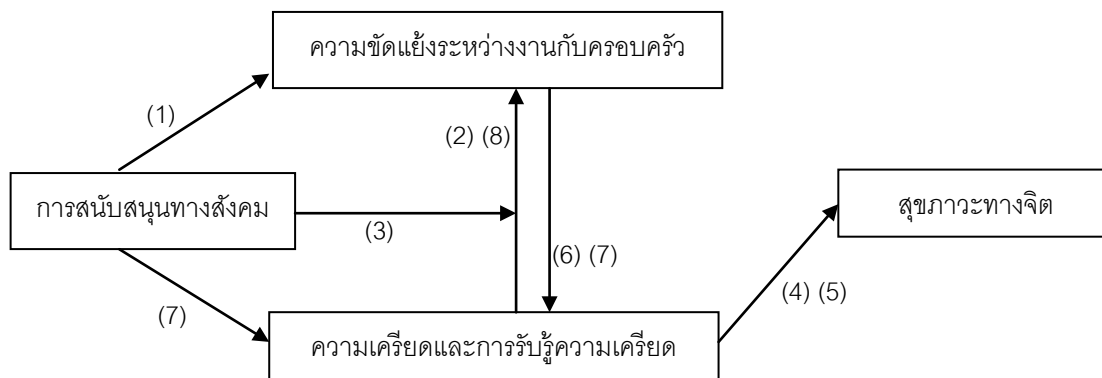 ความขัดแย้งระหว่างงานกับครอบครัว
(1)
(2) (8)
การสนับสนุนทางสังคม
สุขภาวะทางจิต
(3)
(6) (7)
(7)
(4) (5)
ความเครียดและการรับรู้ความเครียด